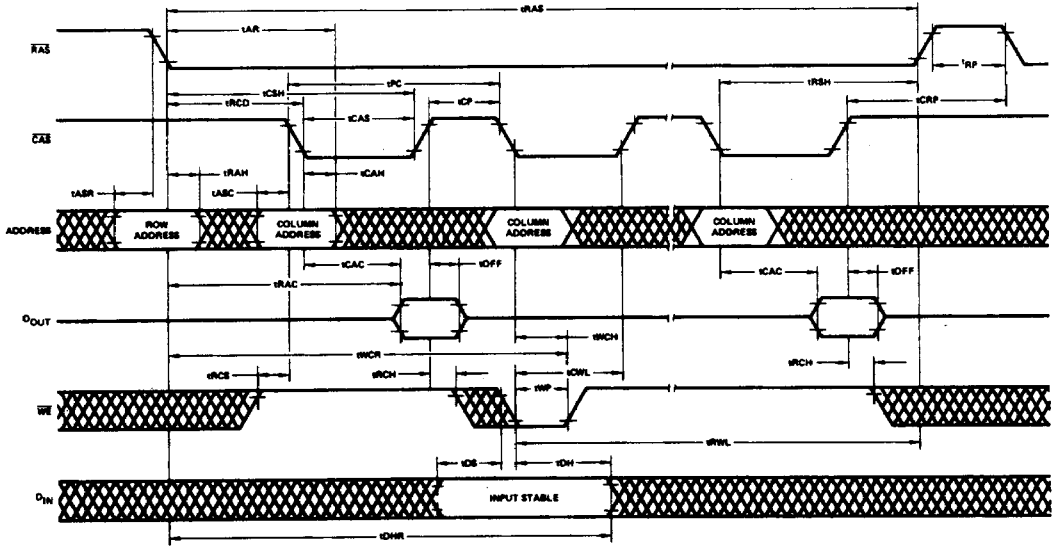 tRAS
tAR
RAS
tRP
tPC
tCSH
tRSH
tRCD
tCP
tCRP
tCAS
CAS
tRAH
tCAH
tASR
tASC
ADDRESS
ROW ADDRESS
COLUMN ADDRESS
COLUMN ADDRESS
COLUMN ADDRESS
tCAC
tOFF
tCAC
tOFF
tRAC
DOUT
tWCH
tWCR
tRCS
tRCH
tCWL
tRCH
tWP
WE
tRWL
tDS
tDH
DIN
INPUT STABLE
tDHR